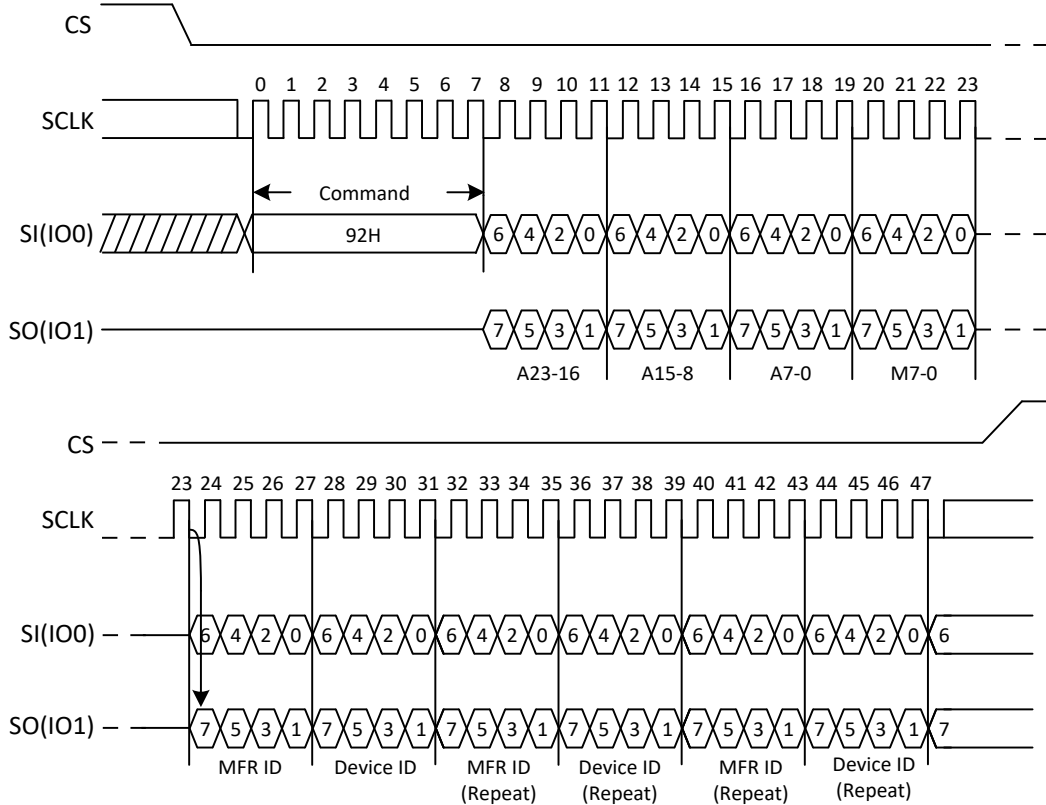 CS
0 1 2 3 4 5 6 7 8 9 10 11 12 13 14 15 16 17 18 19 20 21 22 23
SCLK
Command
SI(IO0) 92H 6 4 2 0 6 4 2 0 6 4 2 0 6 4 2 0
SO(IO1) 7 5 3 1 7 5 3 1 7 5 3 1 7 5 3 1
A23-16 A15-8 A7-0 M7-0
CS
23 24 25 26 27 28 29 30 31 32 33 34 35 36 37 38 39 40 41 42 43 44 45 46 47
SCLK
SI(IO0) 6 4 2 0 6 4 2 0 6 4 2 0 6 4 2 0 6 4 2 0 6 4 2 0 6
SO(IO1) 7 5 3 1 7 5 3 1 7 5 3 1 7 5 3 1 7 5 3 1 7 5 3 1 7
MFR ID Device ID MFR ID Device ID MFR ID Device ID
(Repeat) (Repeat) (Repeat) (Repeat)